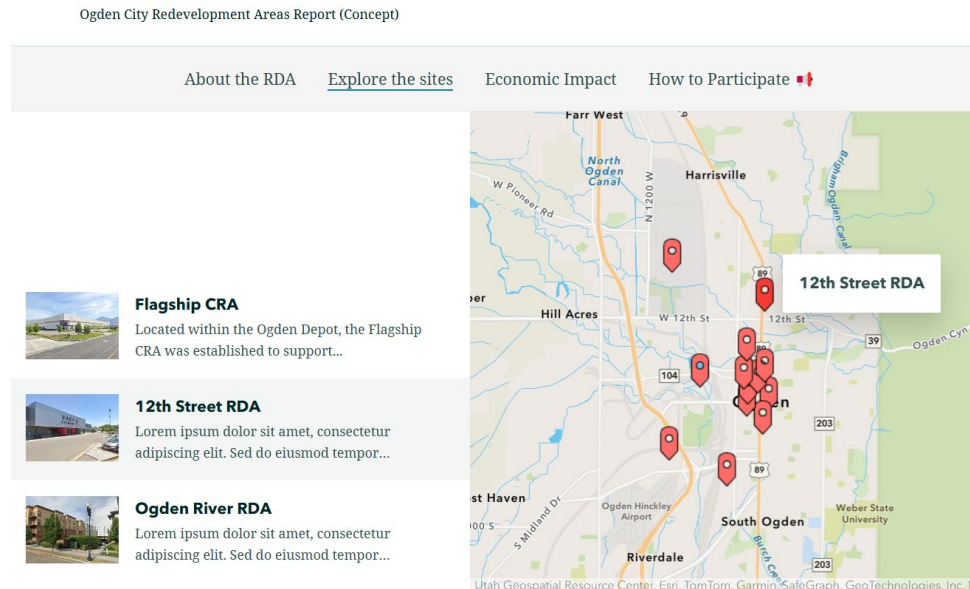 Ogden City Redevelopment Areas Report (Concept)
About the RDA
Explore the sites
Economic Impact
How to Participate
Flagship CRA
Located within the Ogden Depot, the Flagship
CRA was established to support...
12th Street RDA
Lorem ipsum dolor sit amet, consectetur
adipiscing elit. Sed do eiusmod tempor...
Ogden River RDA
Lorem ipsum dolor sit amet, consectetur
adipiscing elit. Sed do eiusmod tempor...
Farr West
North
Ogden
Canal
Harrisville
W Pioneer Rd
N 1200 W
Brigham Ogden Canal
89
12th Street RDA
Hill Acres
W 12th St
12th St
39
Ogden Cyn
104
203
89
S Midland Dr
Ogden Hinckley
Airport
South Ogden
Weber State
University
Riverdale
203
Utah Geospatial Resource Center, Esri, TomTom, Garmin, SafeGraph, GeoTechnologies, Inc,